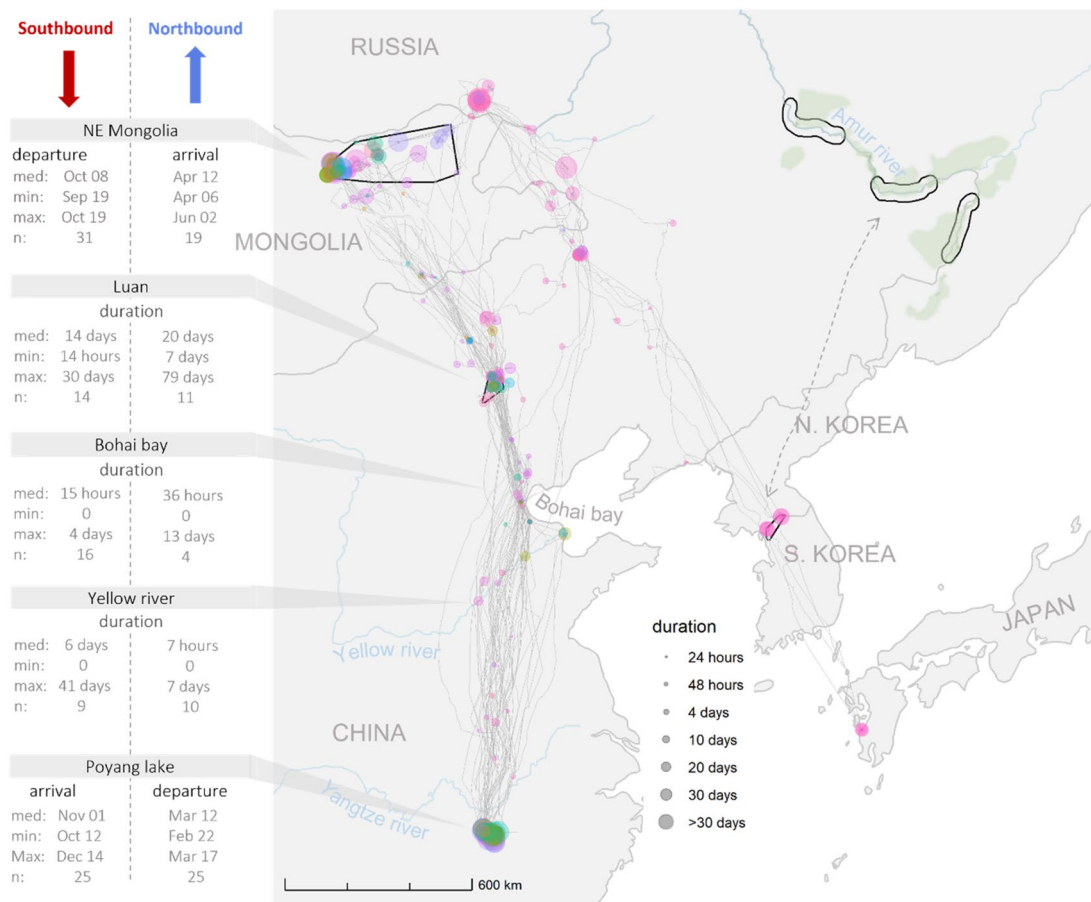 Southbound Northbound
NE Mongolia
departure arrival
med: Oct 08 Apr 12
min: Sep 19 Apr 06
max: Oct 19 Jun 02
n: 31 19
Luan
duration
med: 14 days 20 days
min: 14 hours 7 days
max: 30 days 79 days
n: 14 11
Bohai bay
duration
med: 15 hours 36 hours
min: 0 0
max: 4 days 13 days
n: 16 4
Yellow river
duration
med: 6 days 7 hours
min: 0 0
max: 41 days 7 days
n: 9 10
Poyang lake
arrival departure
med: Nov 01 Mar 12
min: Oct 12 Feb 22
Max: Dec 14 Mar 17
n: 25 25
RUSSIA
Amur river
MONGOLIA
N. KOREA
Bohai bay
S. KOREA
JAPAN
Yellow river
CHINA
Yangtze river
duration
24 hours
48 hours
4 days
10 days
20 days
30 days
>30 days
600 km